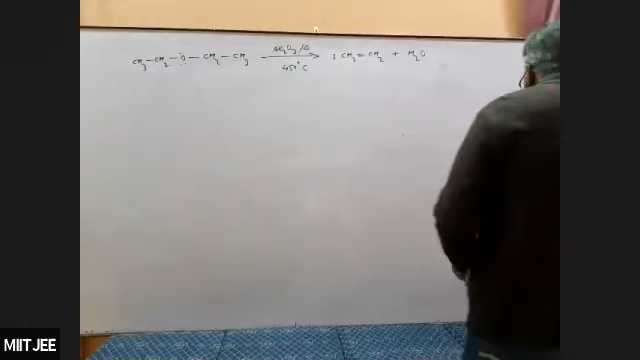 CH3-CH2-Ö-CH2-CH3 Al2O3/Δ 450°C → 2 CH2=CH2 + H2O
MIIT JEE